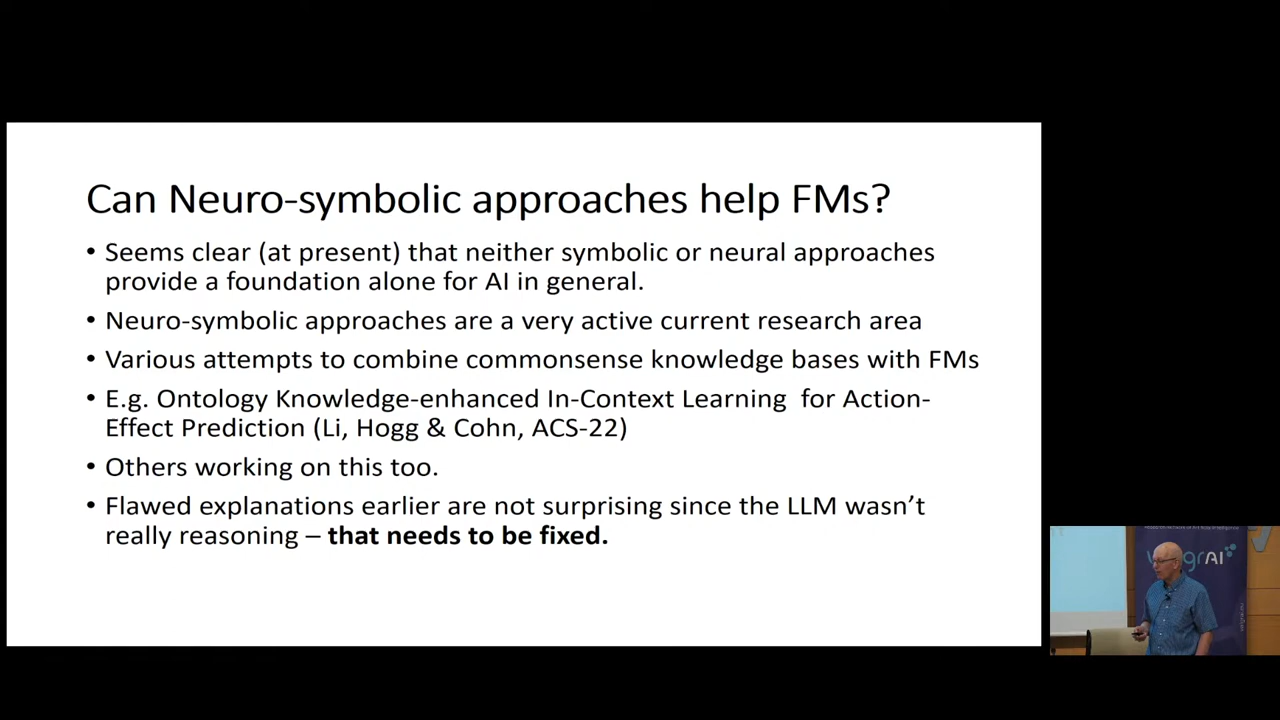 Can Neuro-symbolic approaches help FMs?
• Seems clear (at present) that neither symbolic or neural approaches
provide a foundation alone for AI in general.
• Neuro-symbolic approaches are a very active current research area
• Various attempts to combine commonsense knowledge bases with FMs
• E.g. Ontology Knowledge-enhanced In-Context Learning for Action-
Effect Prediction (Li, Hogg & Cohn, ACS-22)
• Others working on this too.
• Flawed explanations earlier are not surprising since the LLM wasn’t
really reasoning – that needs to be fixed.